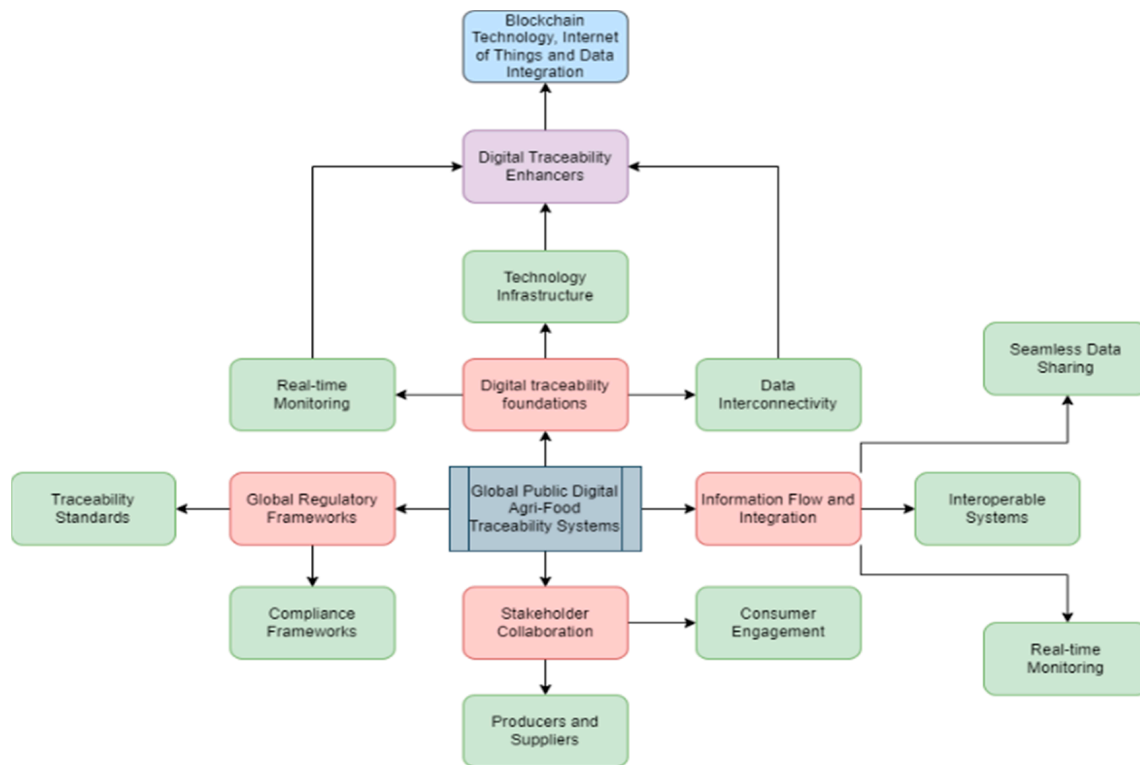 Blockchain
Technology, Internet
of Things and Data
Integration
Digital Traceability
Enhancers
Technology
Infrastructure
Real-time
Monitoring
Digital traceability
foundations
Data
Interconnectivity
Seamless Data
Sharing
Traceability
Standards
Global Regulatory
Frameworks
Global Public Digital
Agri-Food
Traceability Systems
Information Flow and
Integration
Interoperable
Systems
Compliance
Frameworks
Stakeholder
Collaboration
Consumer
Engagement
Real-time
Monitoring
Producers and
Suppliers